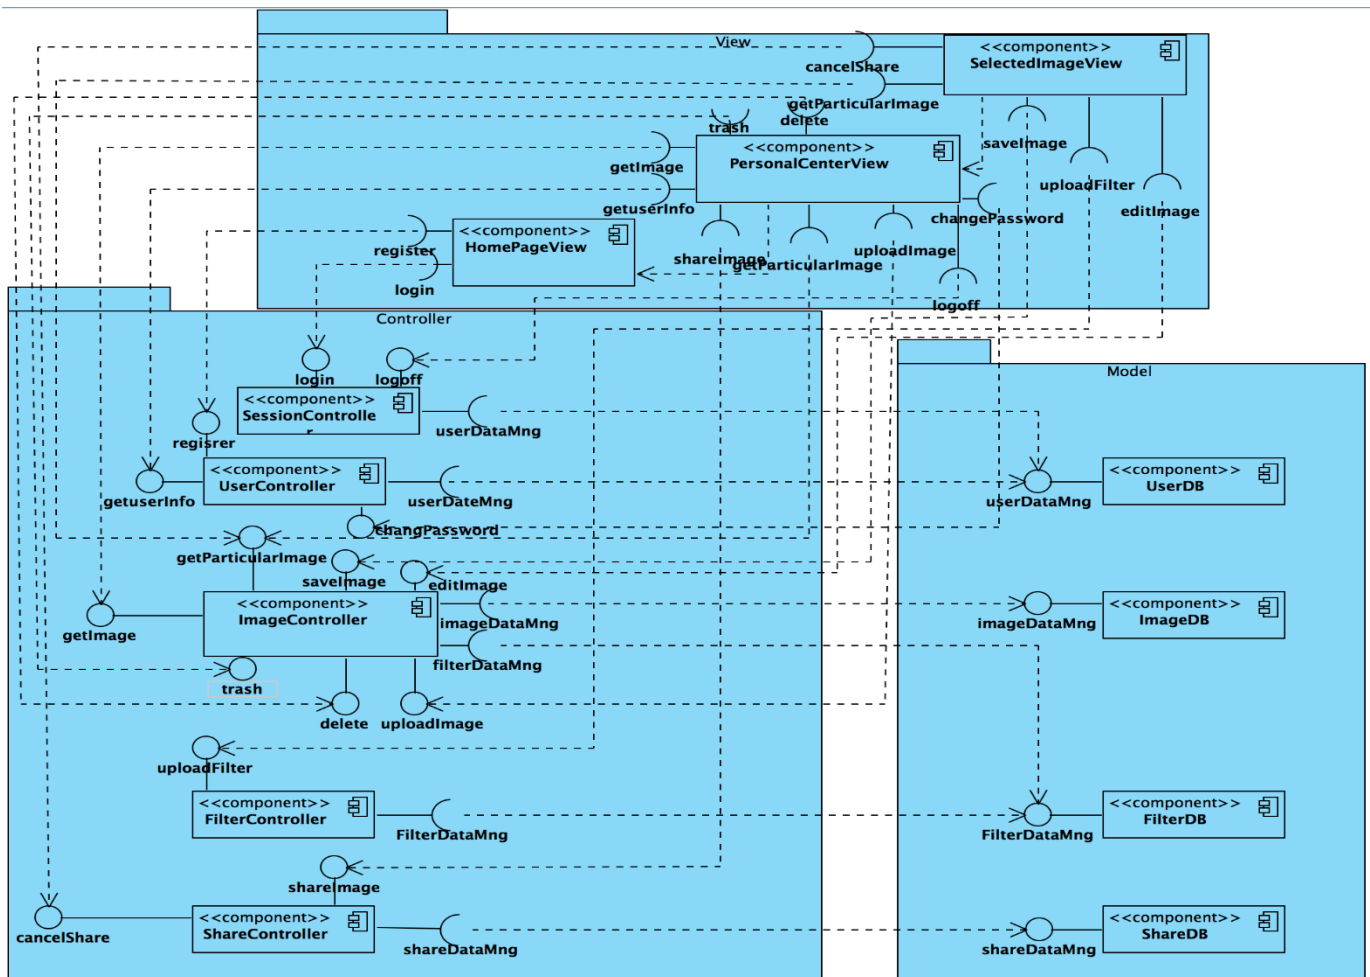 View
<<component>>
SelectedImageView
cancelShare
getParticularImage
delete
trash
saveImage
<<component>>
PersonalCenterView
getImage
uploadFilter
getuserInfo
changePassword
editImage
<<component>>
HomePageView
register
shareImage
getParticularImage
uploadImage
login
logoff
Controller
login
logoff
<<component>>
SessionController
userDataMng
regisrer
<<component>>
UserController
getuserInfo
userDateMng
changPassword
getParticularImage
saveImage
editImage
<<component>>
ImageController
getImage
imageDataMng
filterDataMng
trash
delete
uploadImage
uploadFilter
<<component>>
FilterController
FilterDataMng
shareImage
<<component>>
ShareController
cancelShare
shareDataMng
Model
userDataMng
<<component>>
UserDB
imageDataMng
<<component>>
ImageDB
FilterDataMng
<<component>>
FilterDB
shareDataMng
<<component>>
ShareDB